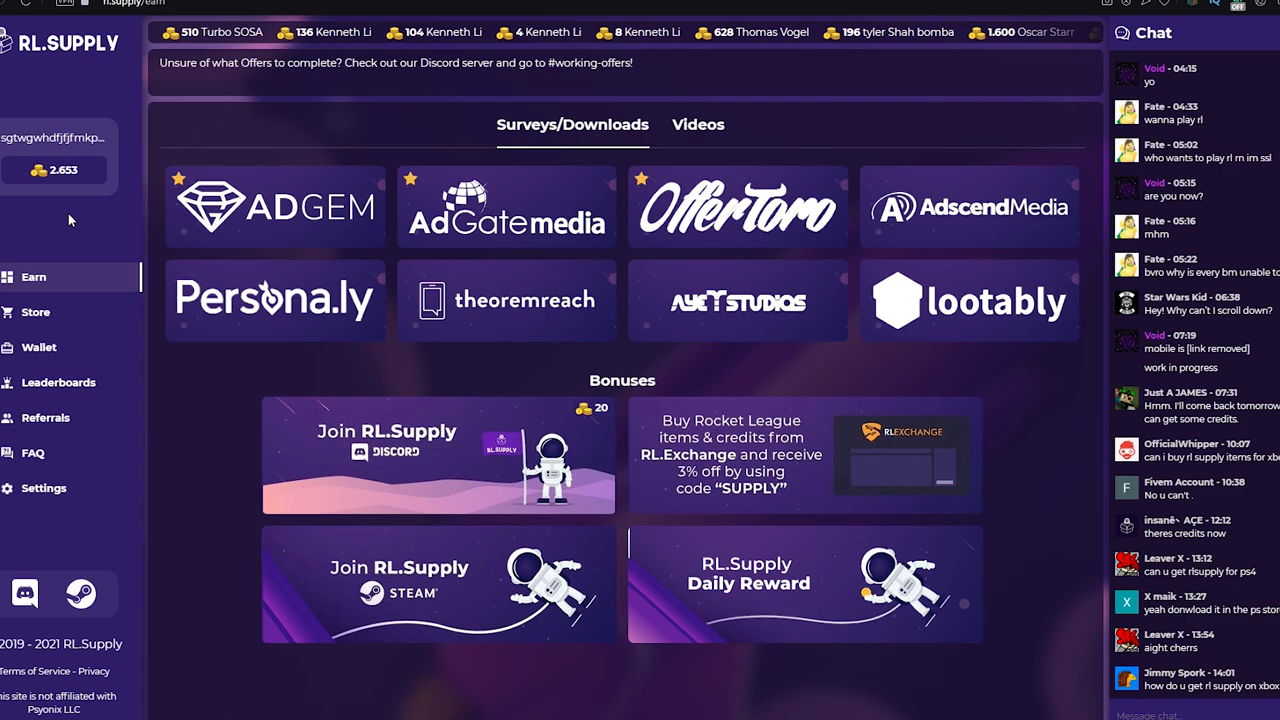 VPN
rl.supply/earn
OFF
RL.SUPPLY
sgtwgwhdfjfjfmkp...
2.653
Earn
Store
Wallet
Leaderboards
Referrals
FAQ
Settings
2019 - 2021 RL.Supply
Terms of Service - Privacy
his site is not affiliated with
Psyonix LLC
510 Turbo SOSA
136 Kenneth Li
104 Kenneth Li
4 Kenneth Li
8 Kenneth Li
628 Thomas Vogel
196 tyler Shah bomba
1.600 Oscar Starr
Unsure of what Offers to complete? Check out our Discord server and go to #working-offers!
Surveys/Downloads
Videos
ADGEM
AdGatemedia
OfferToro
AdscendMedia
Persona.ly
theoremreach
AYET STUDIOS
lootably
Bonuses
20
Join RL.Supply
DISCORD
RL.SUPPLY
Buy Rocket League
items & credits from
RL.Exchange and receive
3% off by using
code “SUPPLY”
RLEXCHANGE
Join RL.Supply
STEAM
RL.Supply
Daily Reward
Chat
Void - 04:15
yo
Fate - 04:33
wanna play rl
Fate - 05:02
who wants to play rl rn im ssl
Void - 05:15
are you now?
Fate - 05:16
mhm
Fate - 05:22
bvro why is every bm unable to
Star Wars Kid - 06:38
Hey! Why can't I scroll down?
Void - 07:19
mobile is [link removed]
work in progress
Just A JAMES - 07:31
Hmm. I'll come back tomorrow
can get some credits.
OfficialWhipper - 10:07
can i buy rl supply items for xbo
F
Fivem Account - 10:38
No u can't .
insanê~ AÇE - 12:12
theres credits now
Leaver X - 13:12
can u get rlsupply for ps4
X
X maik - 13:27
yeah donwload it in the ps stor
Leaver X - 13:54
aight cherrs
Jimmy Spork - 14:01
how do u get rl supply on xbox
Message chat...